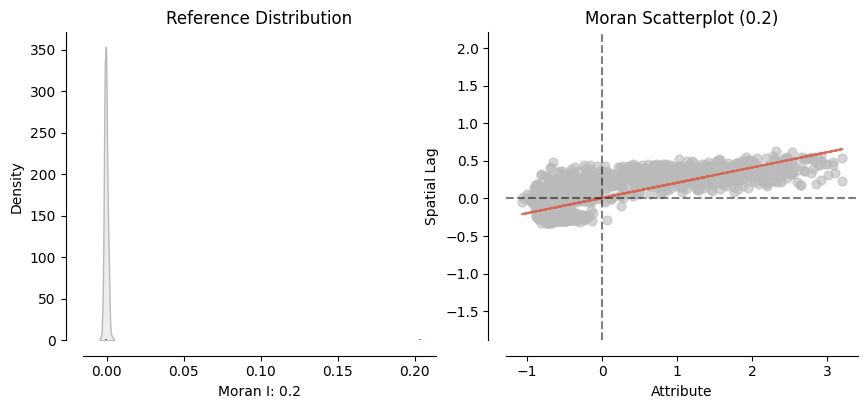 Reference Distribution
350
300
250
200
150
100
50
0
Density
0.00 0.05 0.10 0.15 0.20
Moran I: 0.2
Moran Scatterplot (0.2)
2.0
1.5
1.0
0.5
0.0
−0.5
−1.0
−1.5
Spatial Lag
−1 0 1 2 3
Attribute